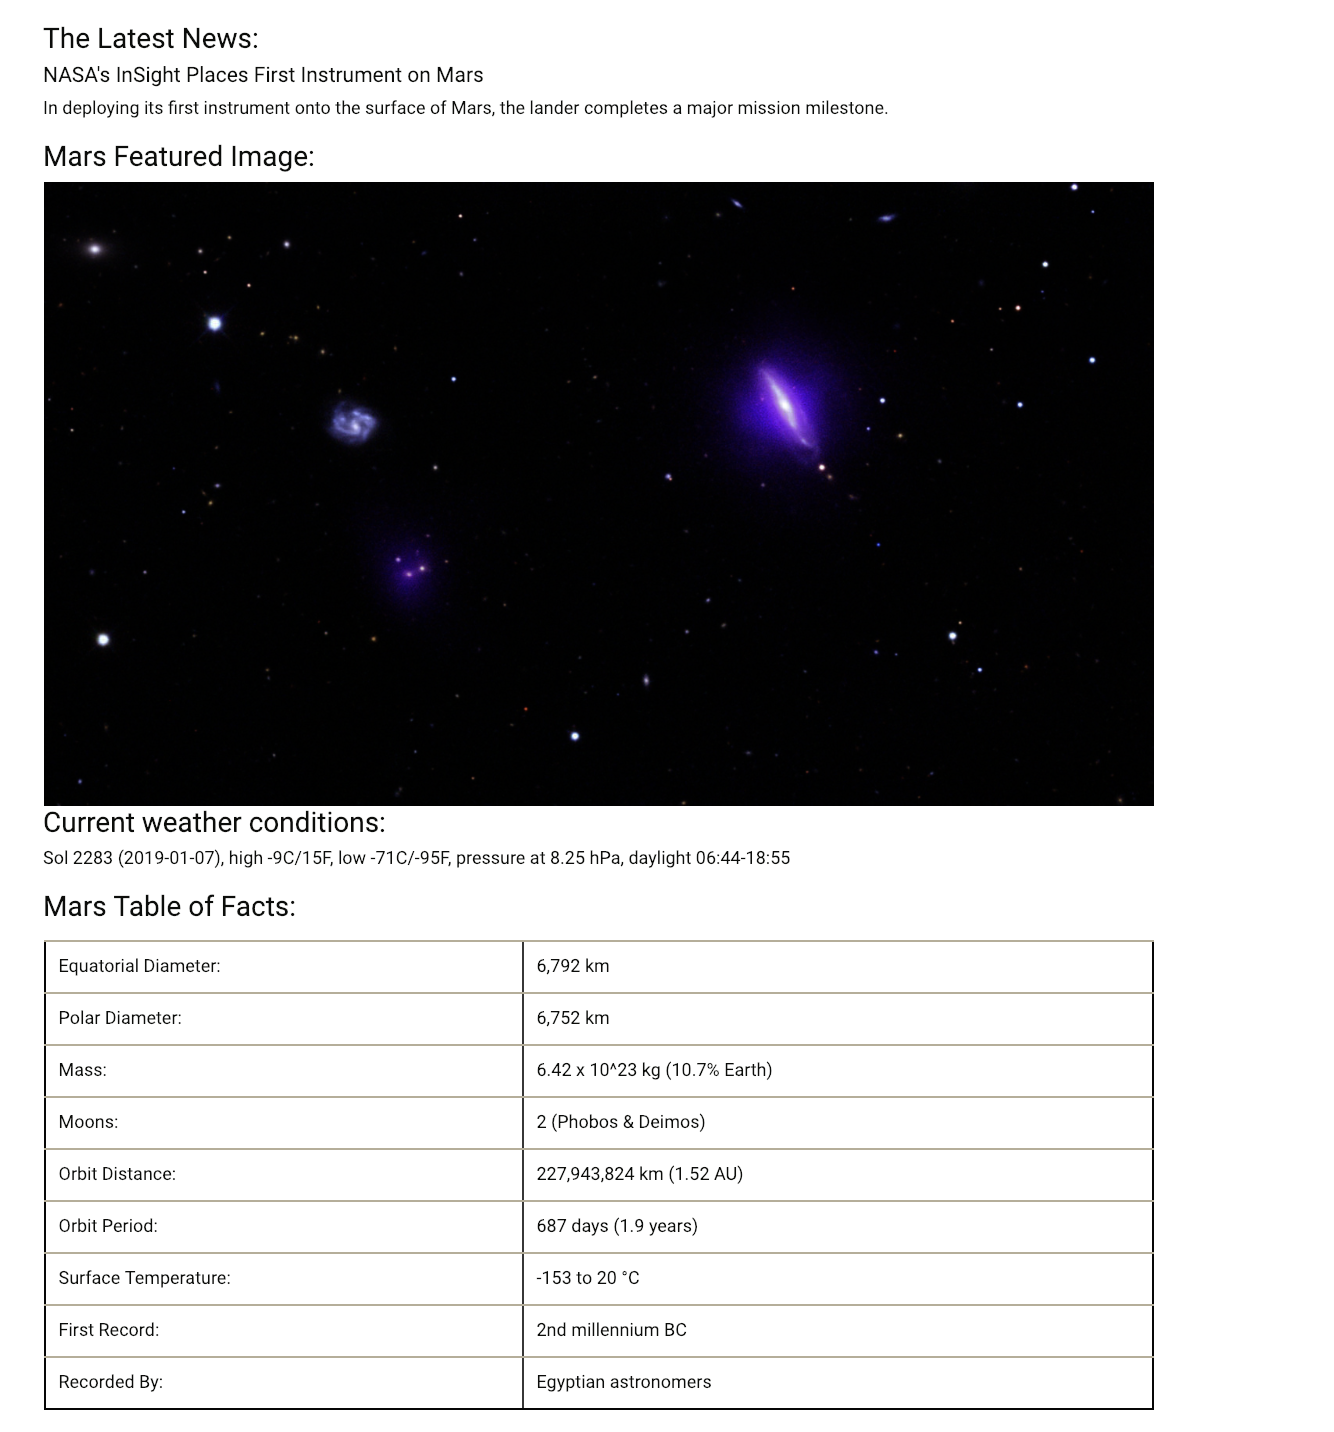 The Latest News:
NASA's InSight Places First Instrument on Mars
In deploying its first instrument onto the surface of Mars, the lander completes a major mission milestone.
Mars Featured Image:
Current weather conditions:
Sol 2283 (2019-01-07), high -9C/15F, low -71C/-95F, pressure at 8.25 hPa, daylight 06:44-18:55
Mars Table of Facts:
Equatorial Diameter: 6,792 km
Polar Diameter: 6,752 km
Mass: 6.42 x 10^23 kg (10.7% Earth)
Moons: 2 (Phobos & Deimos)
Orbit Distance: 227,943,824 km (1.52 AU)
Orbit Period: 687 days (1.9 years)
Surface Temperature: -153 to 20 °C
First Record: 2nd millennium BC
Recorded By: Egyptian astronomers